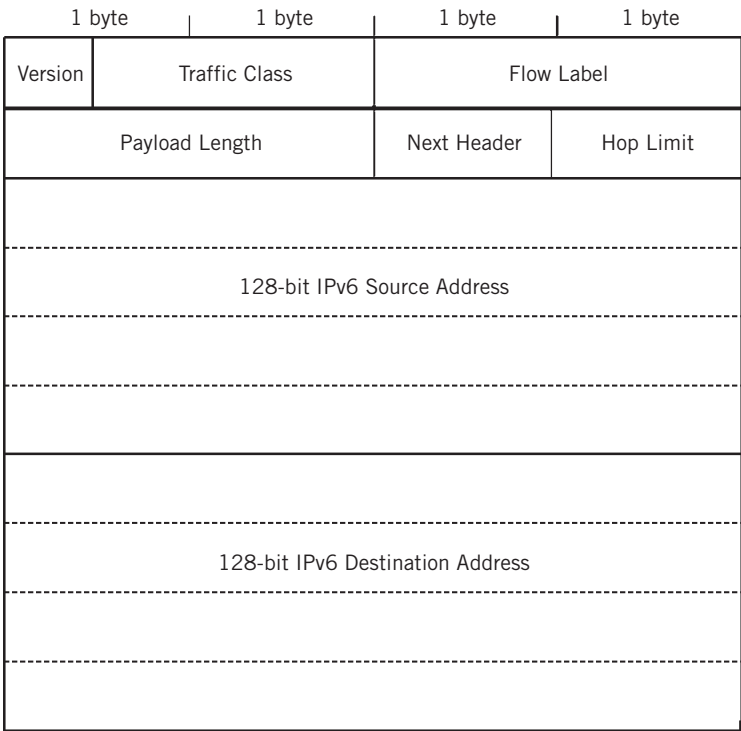 1 byte 1 byte 1 byte 1 byte
Version Traffic Class Flow Label
Payload Length Next Header Hop Limit
128-bit IPv6 Source Address
128-bit IPv6 Destination Address